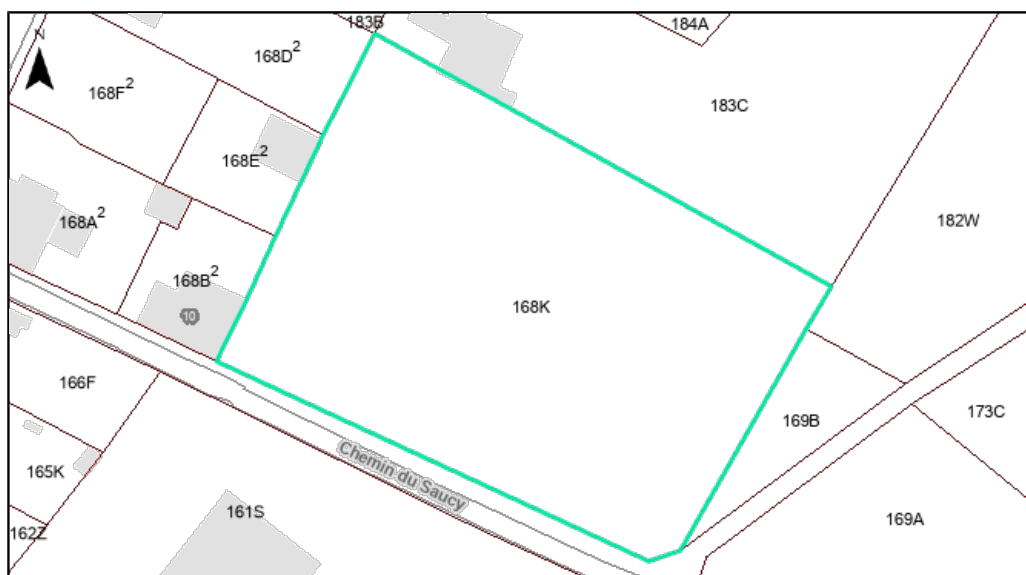 183B
184A
N
168D²
168F²
183C
168E²
168A²
182W
168B²
168K
10
166F
169B
173C
165K
Chemin du Saucy
161S
169A
162Z